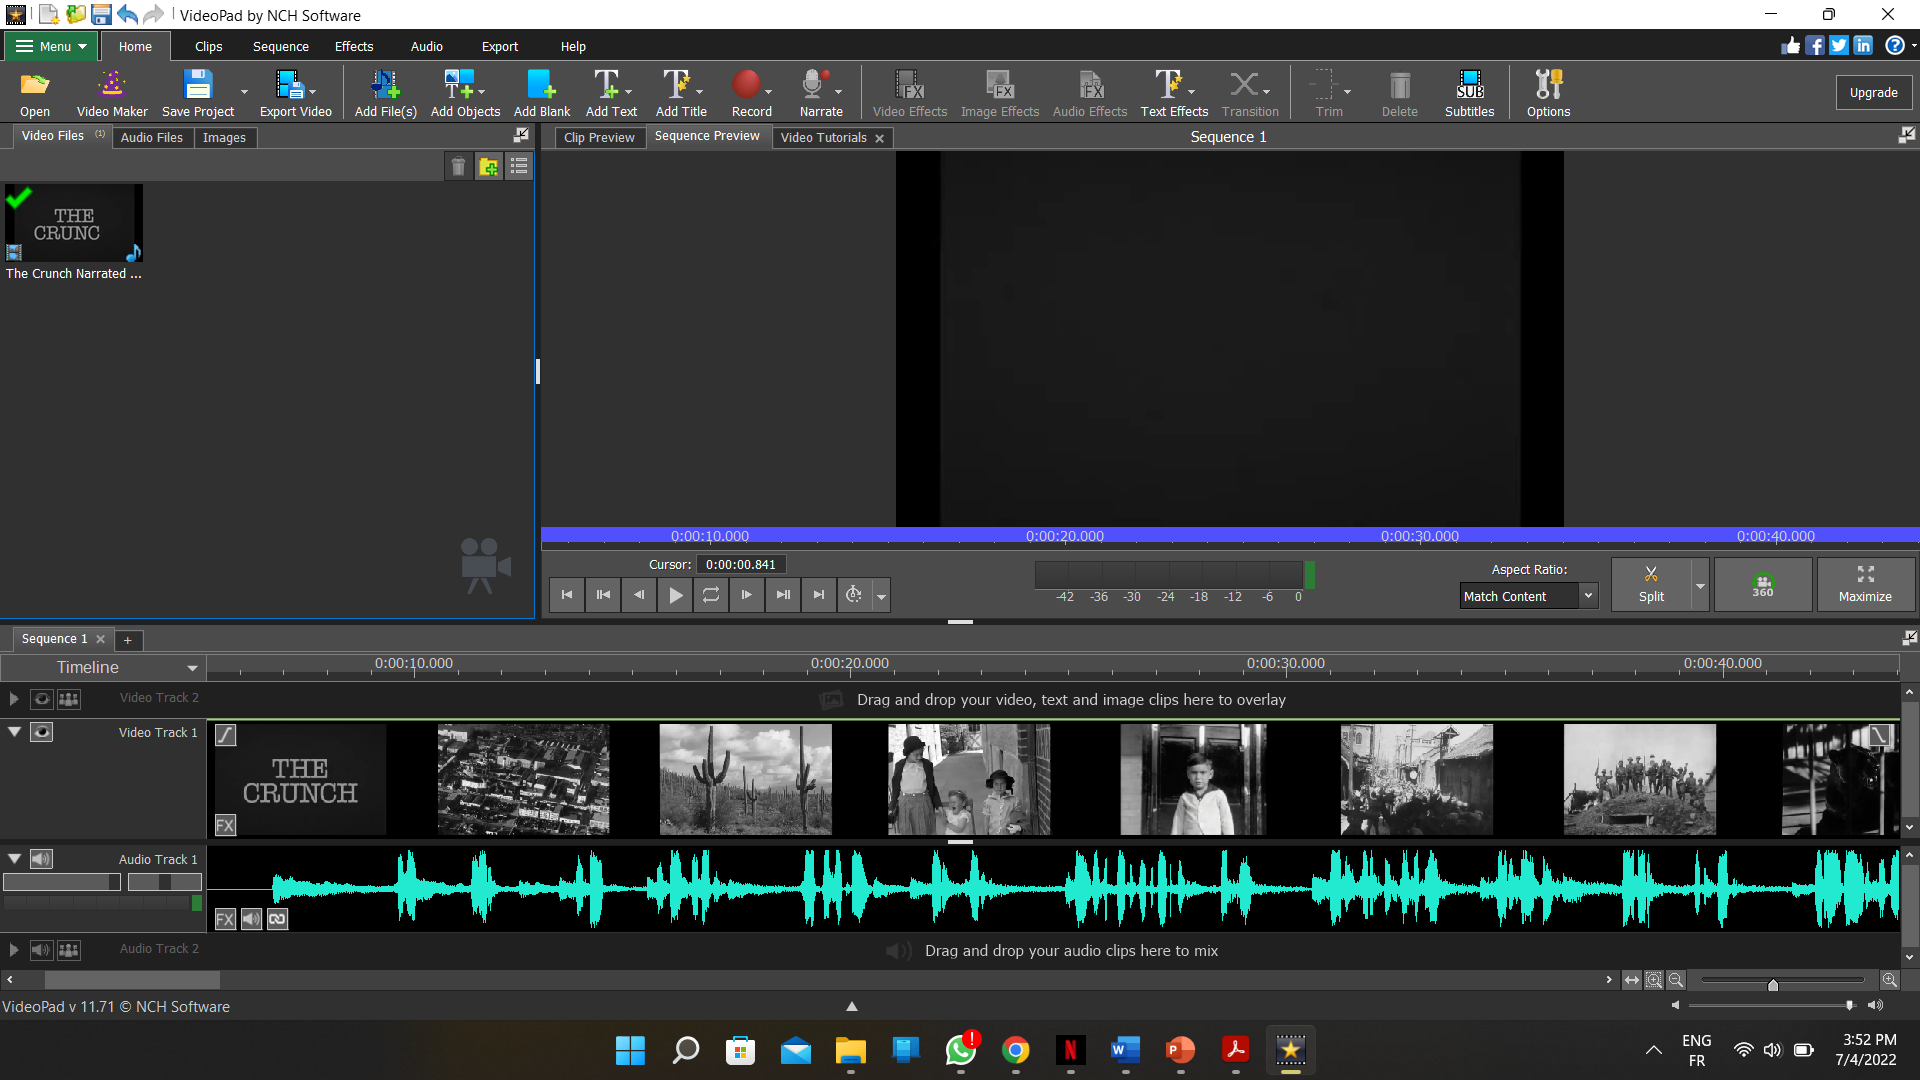 VideoPad by NCH Software
Menu Home Clips Sequence Effects Audio Export Help
Open Video Maker Save Project Export Video Add File(s) Add Objects Add Blank Add Text Add Title Record Narrate Video Effects Image Effects Audio Effects Text Effects Transition Trim Delete Subtitles Options Upgrade
Video Files (1) Audio Files Images
Clip Preview Sequence Preview Video Tutorials Sequence 1
THE
CRUNC
The Crunch Narrated ...
0:00:10.000 0:00:20.000 0:00:30.000 0:00:40.000
Cursor: 0:00:00.841
-42 -36 -30 -24 -18 -12 -6 0
Aspect Ratio:
Match Content
Split
360
Maximize
Sequence 1
Timeline
0:00:10.000 0:00:20.000 0:00:30.000 0:00:40.000
Video Track 2
Drag and drop your video, text and image clips here to overlay
Video Track 1
THE
CRUNCH
FX
Audio Track 1
FX
Audio Track 2
Drag and drop your audio clips here to mix
VideoPad v 11.71 © NCH Software
ENG
FR
3:52 PM
7/4/2022